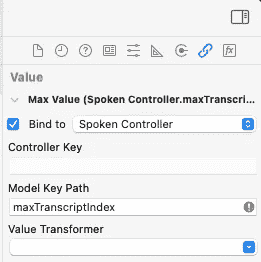 Value
Max Value (Spoken Controller.maxTranscri...
Bind to Spoken Controller
Controller Key
Model Key Path
maxTranscriptIndex
Value Transformer